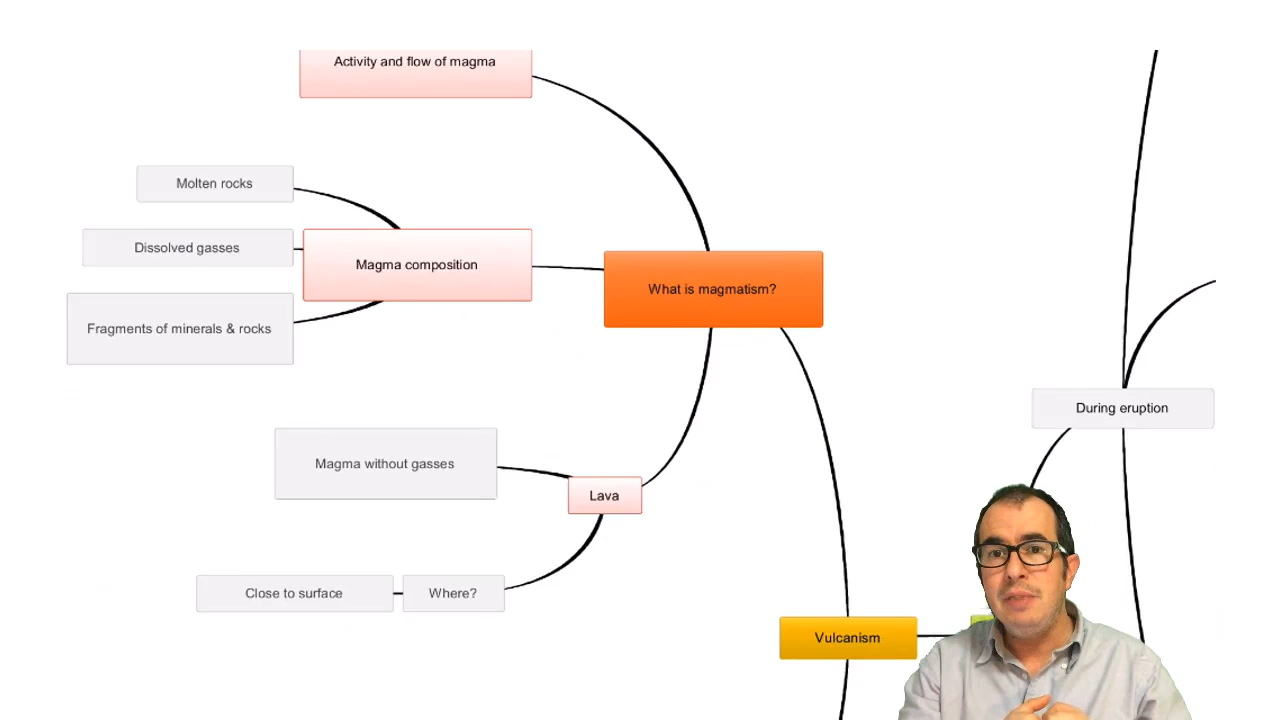 Activity and flow of magma
Molten rocks
Dissolved gasses
Magma composition
What is magmatism?
Fragments of minerals & rocks
During eruption
Magma without gasses
Lava
Close to surface
Where?
Vulcanism